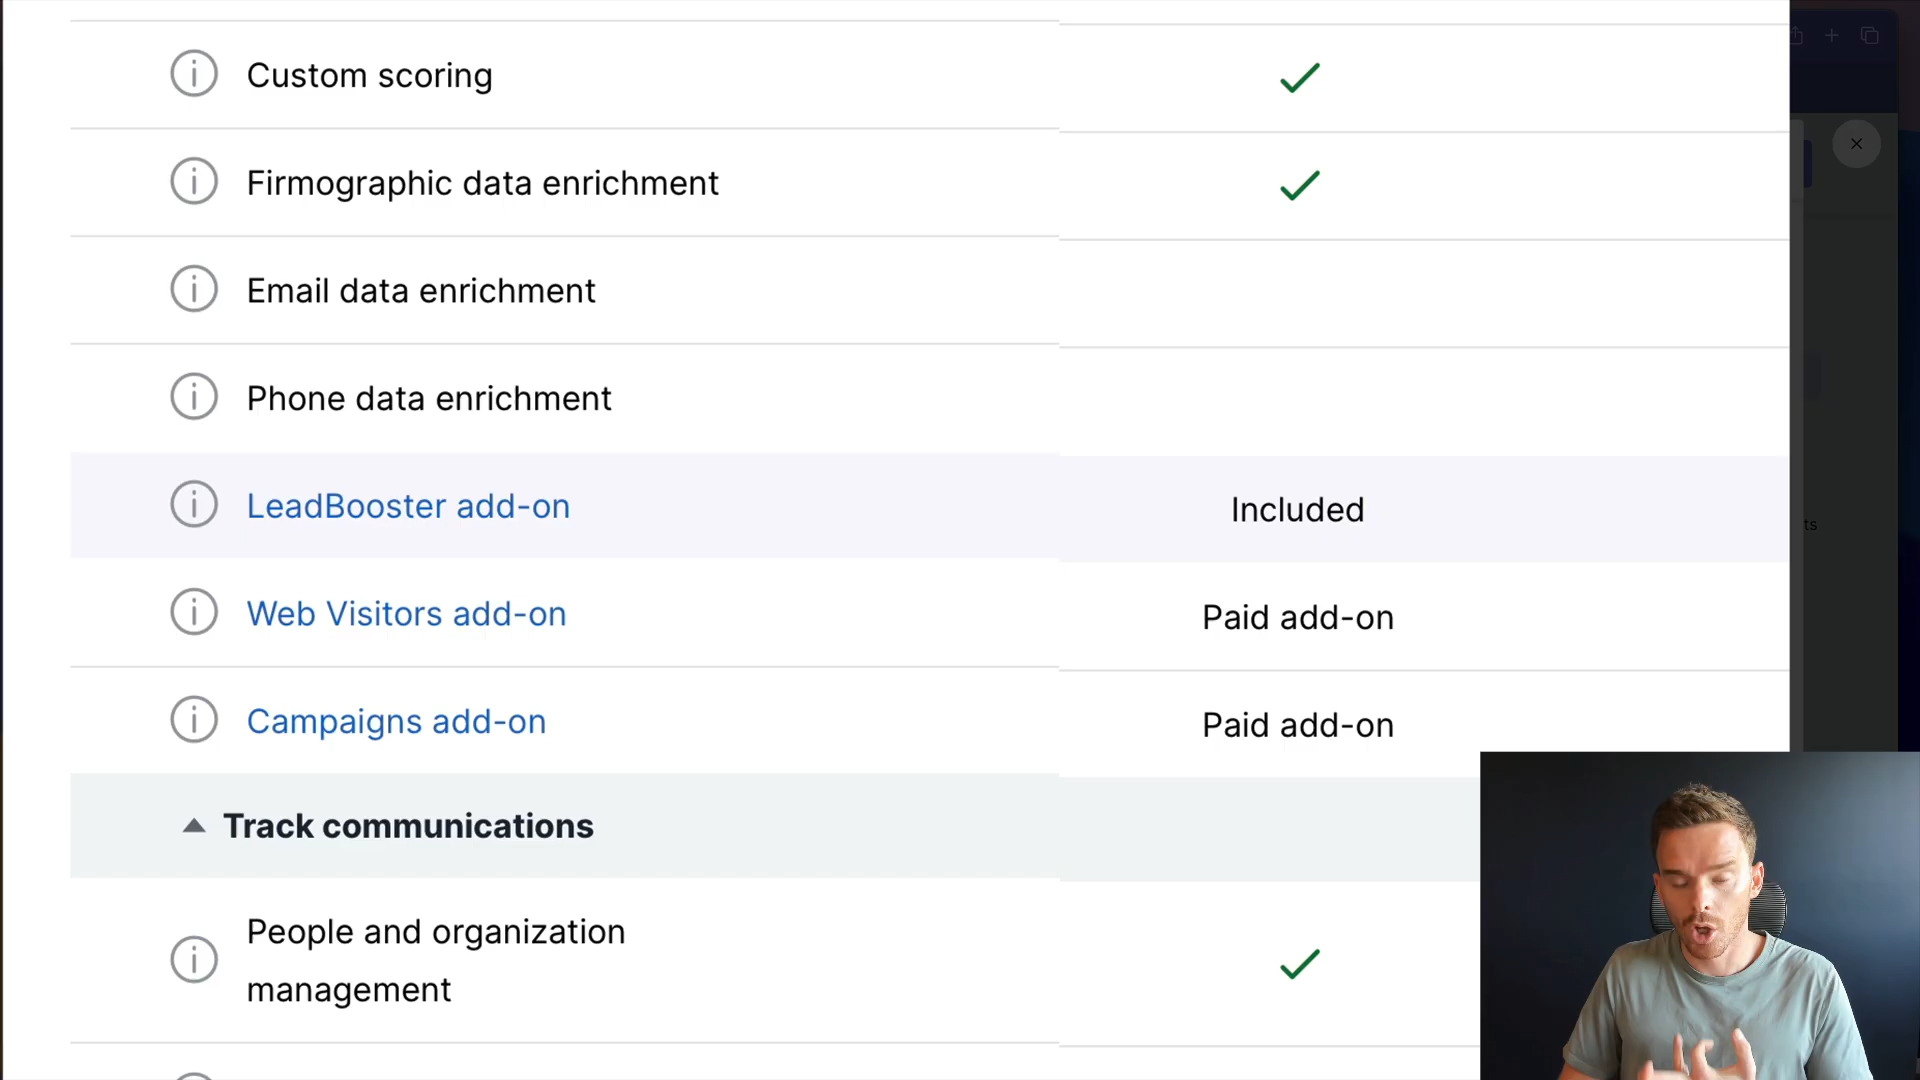 Custom scoring
Firmographic data enrichment
Email data enrichment
Phone data enrichment
LeadBooster add-on
Included
Web Visitors add-on
Paid add-on
Campaigns add-on
Paid add-on
Track communications
People and organization
management
ts